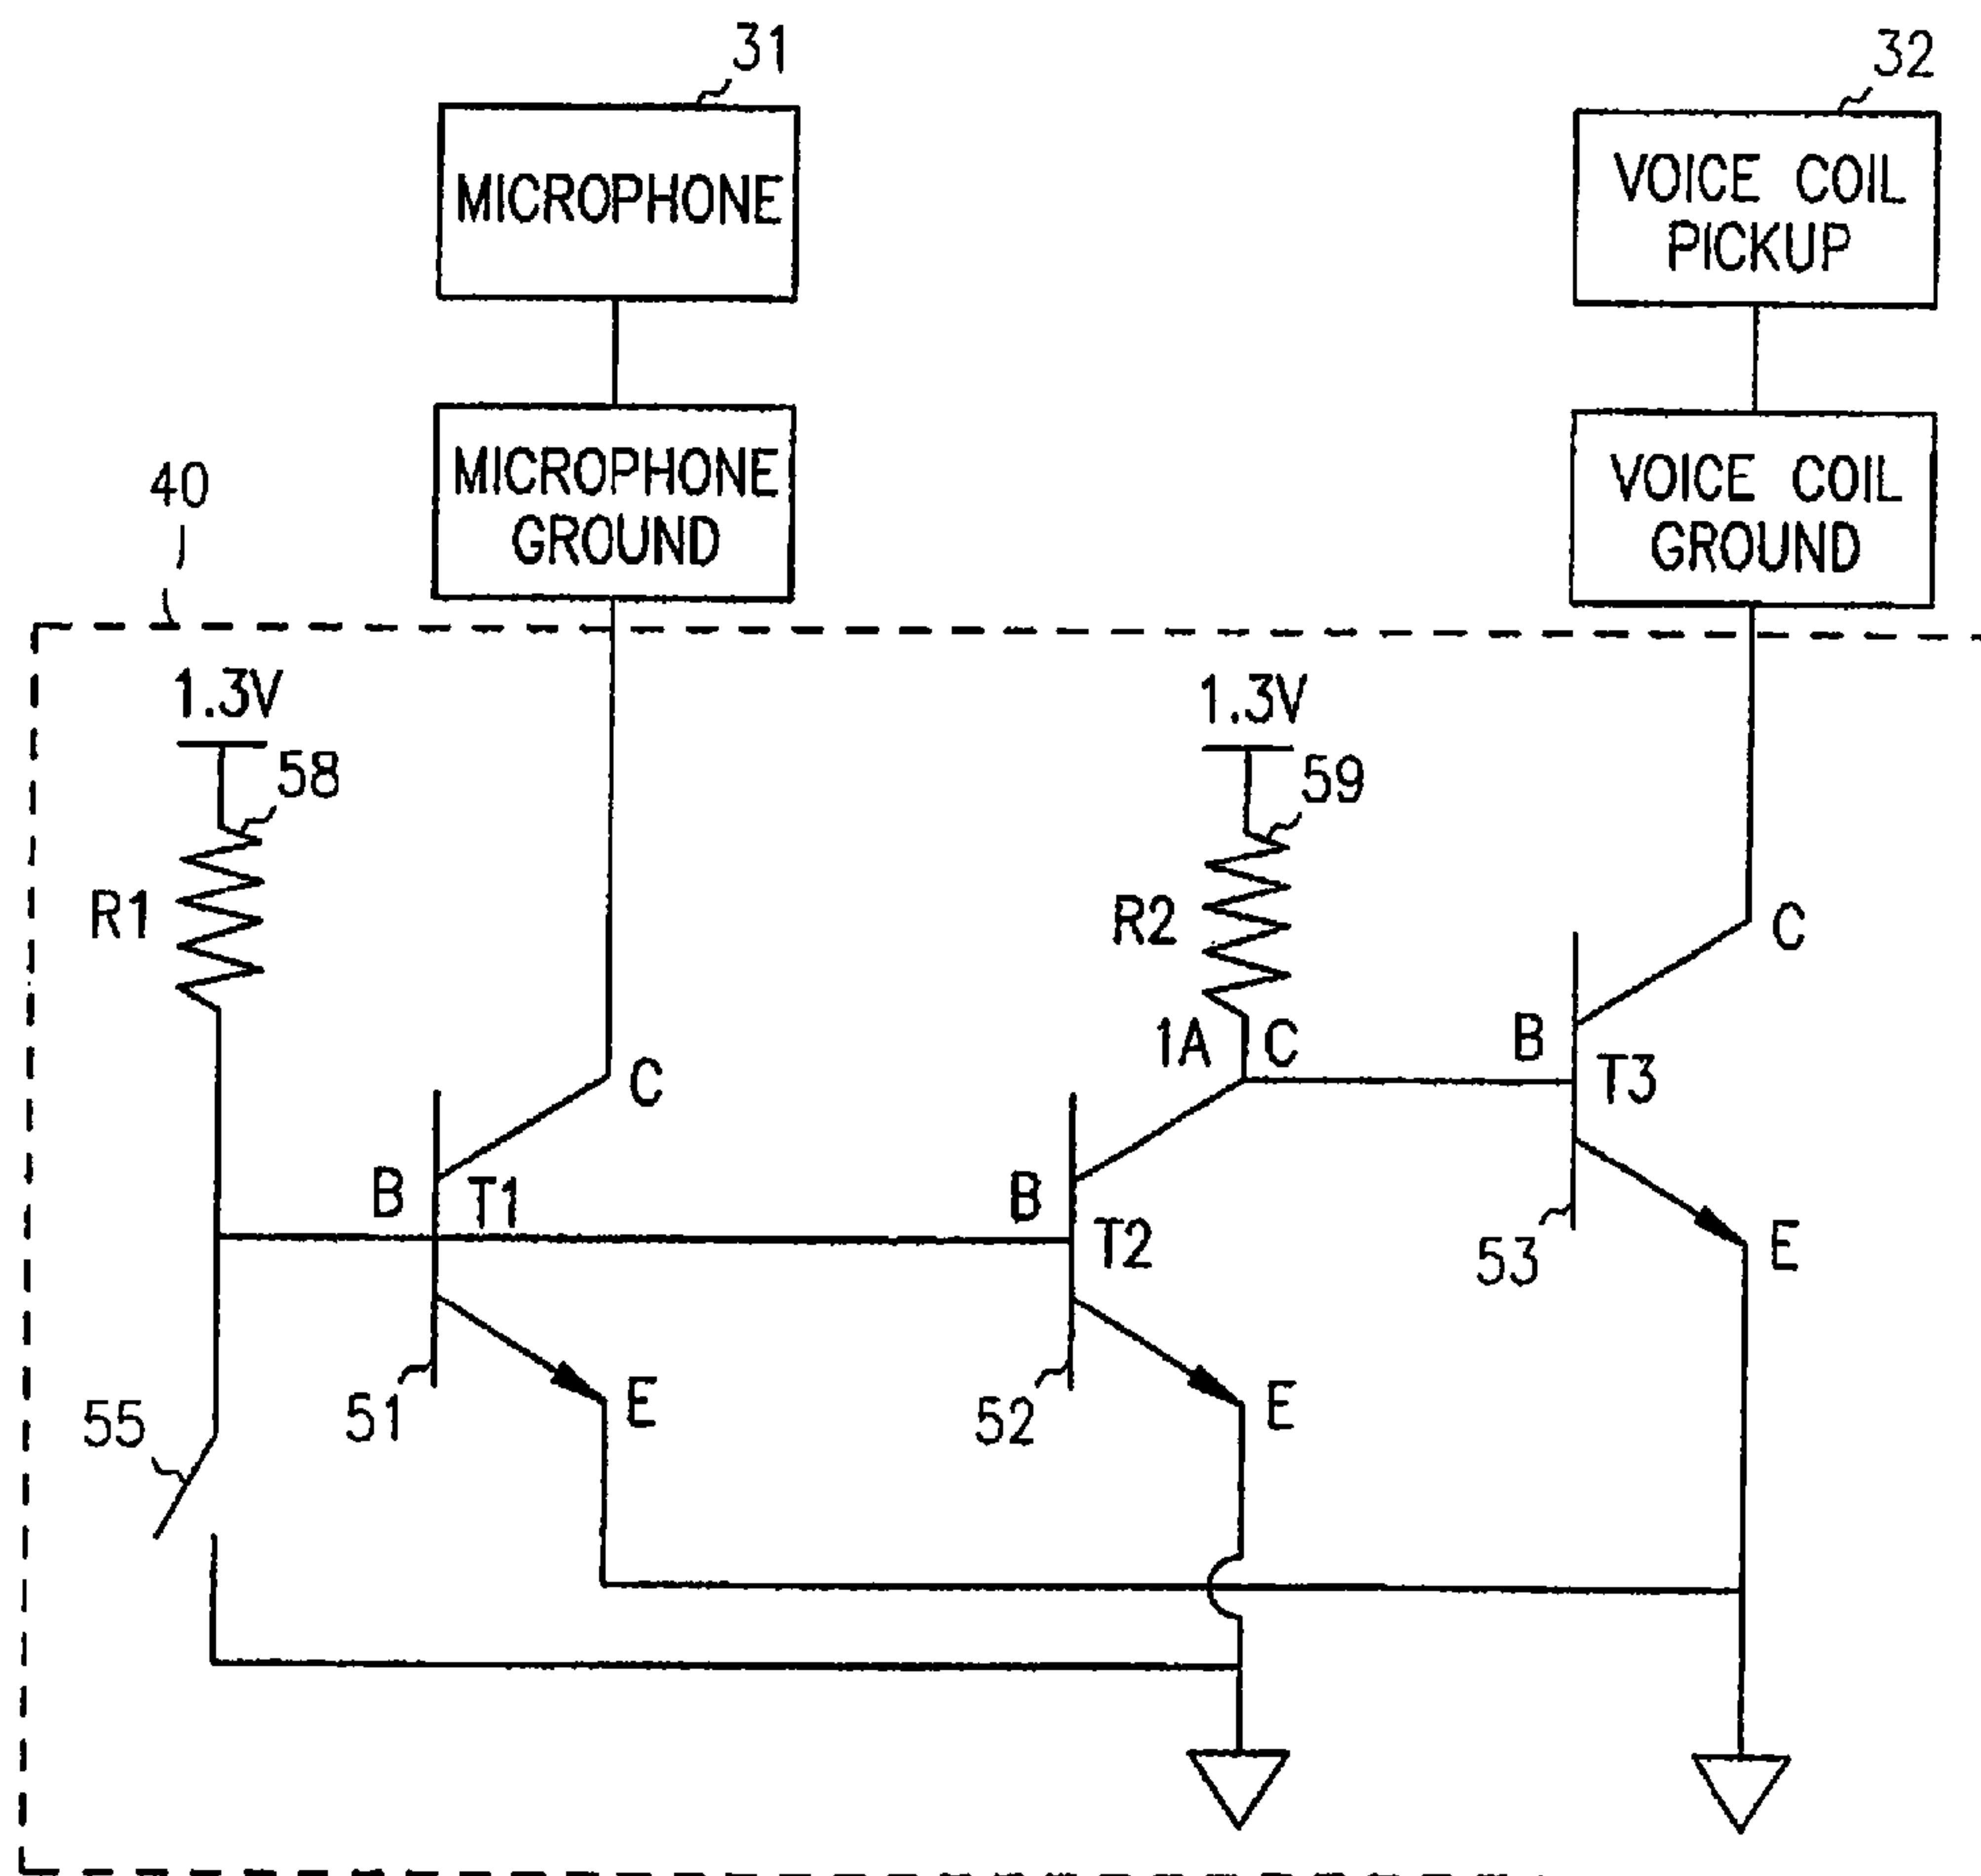 31
32
MICROPHONE
VOICE COIL
PICKUP
MICROPHONE
GROUND
VOICE COIL
GROUND
40
1.3V
58
R1
1.3V
59
R2
1A
C
B
T3
C
E
53
B
T1
C
E
51
B
T2
E
52
55